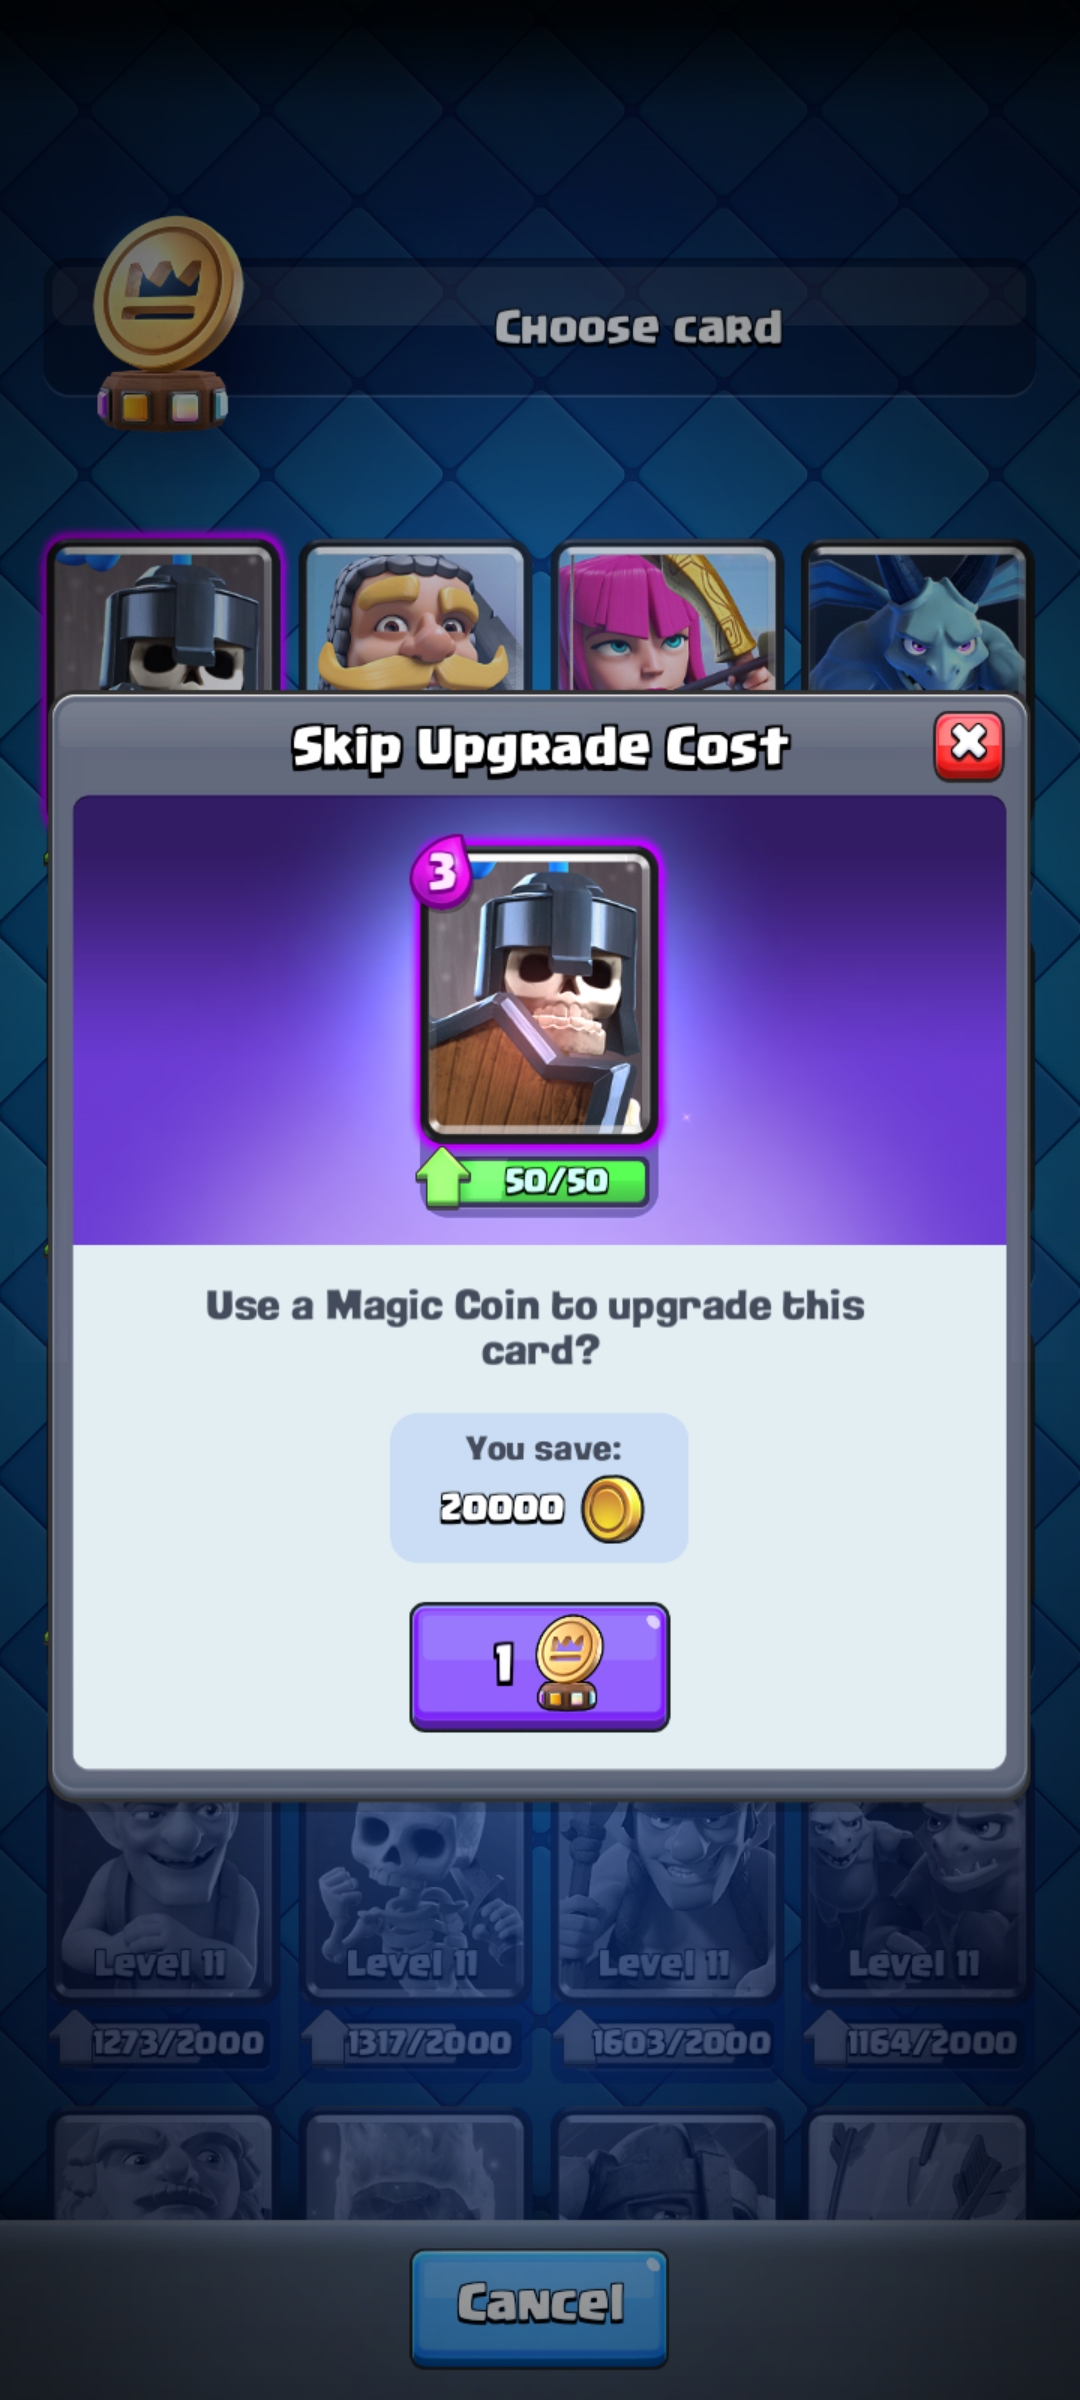 Choose card
Skip Upgrade Cost
3
50/50
Use a Magic Coin to upgrade this
card?
You save:
20000
1
Level 11 Level 11 Level 11 Level 11
1273/2000 1317/2000 1603/2000 1164/2000
Cancel